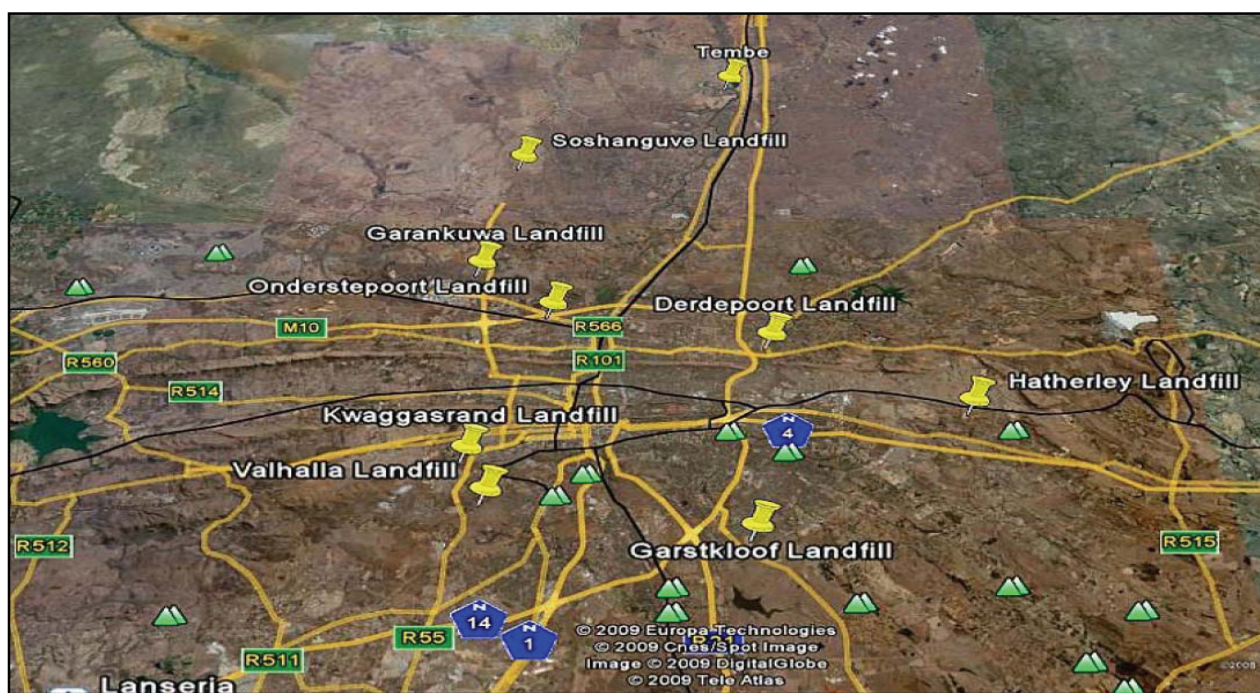 Tembe
Soshanguve Landfill
Garankuwa Landfill
Onderstepoort Landfill
Derdepoort Landfill
M10
R566
R560
R101
R514
Hatherley Landfill
Kwaggasrand Landfill
N
4
Valhalla Landfill
R512
Garstkloof Landfill
R515
N
14
R55
N
1
© 2009 Europa Technologies
R21
© 2009 Cnes/Spot Image
R511
Image © 2009 DigitalGlobe
© 2009 Tele Atlas
©2008
Lanseria